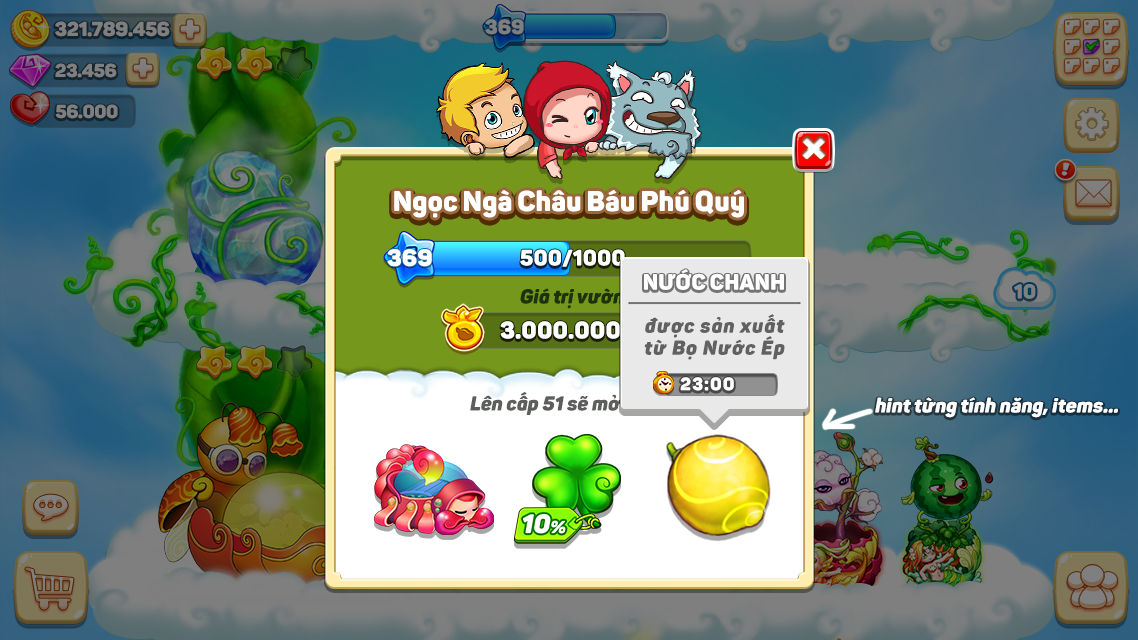 321.789.456
369
23.456
56.000
Ngọc Ngà Châu Báu Phú Quý
369 500/1000
Giá trị vườn
3.000.000
NƯỚC CHANH
được sản xuất
từ Bọ Nước Ép
23:00
10
Lên cấp 51 sẽ mở
hint từng tính năng, items...
10%